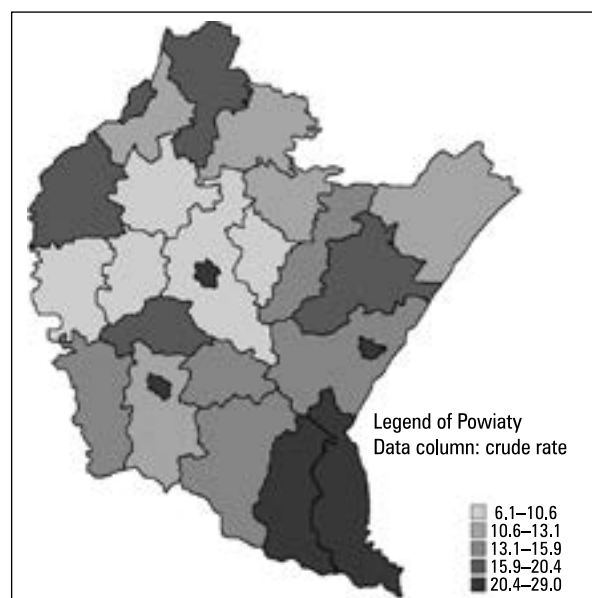 Legend of Powiaty
Data column: crude rate
6.1–10.6
10.6–13.1
13.1–15.9
15.9–20.4
20.4–29.0